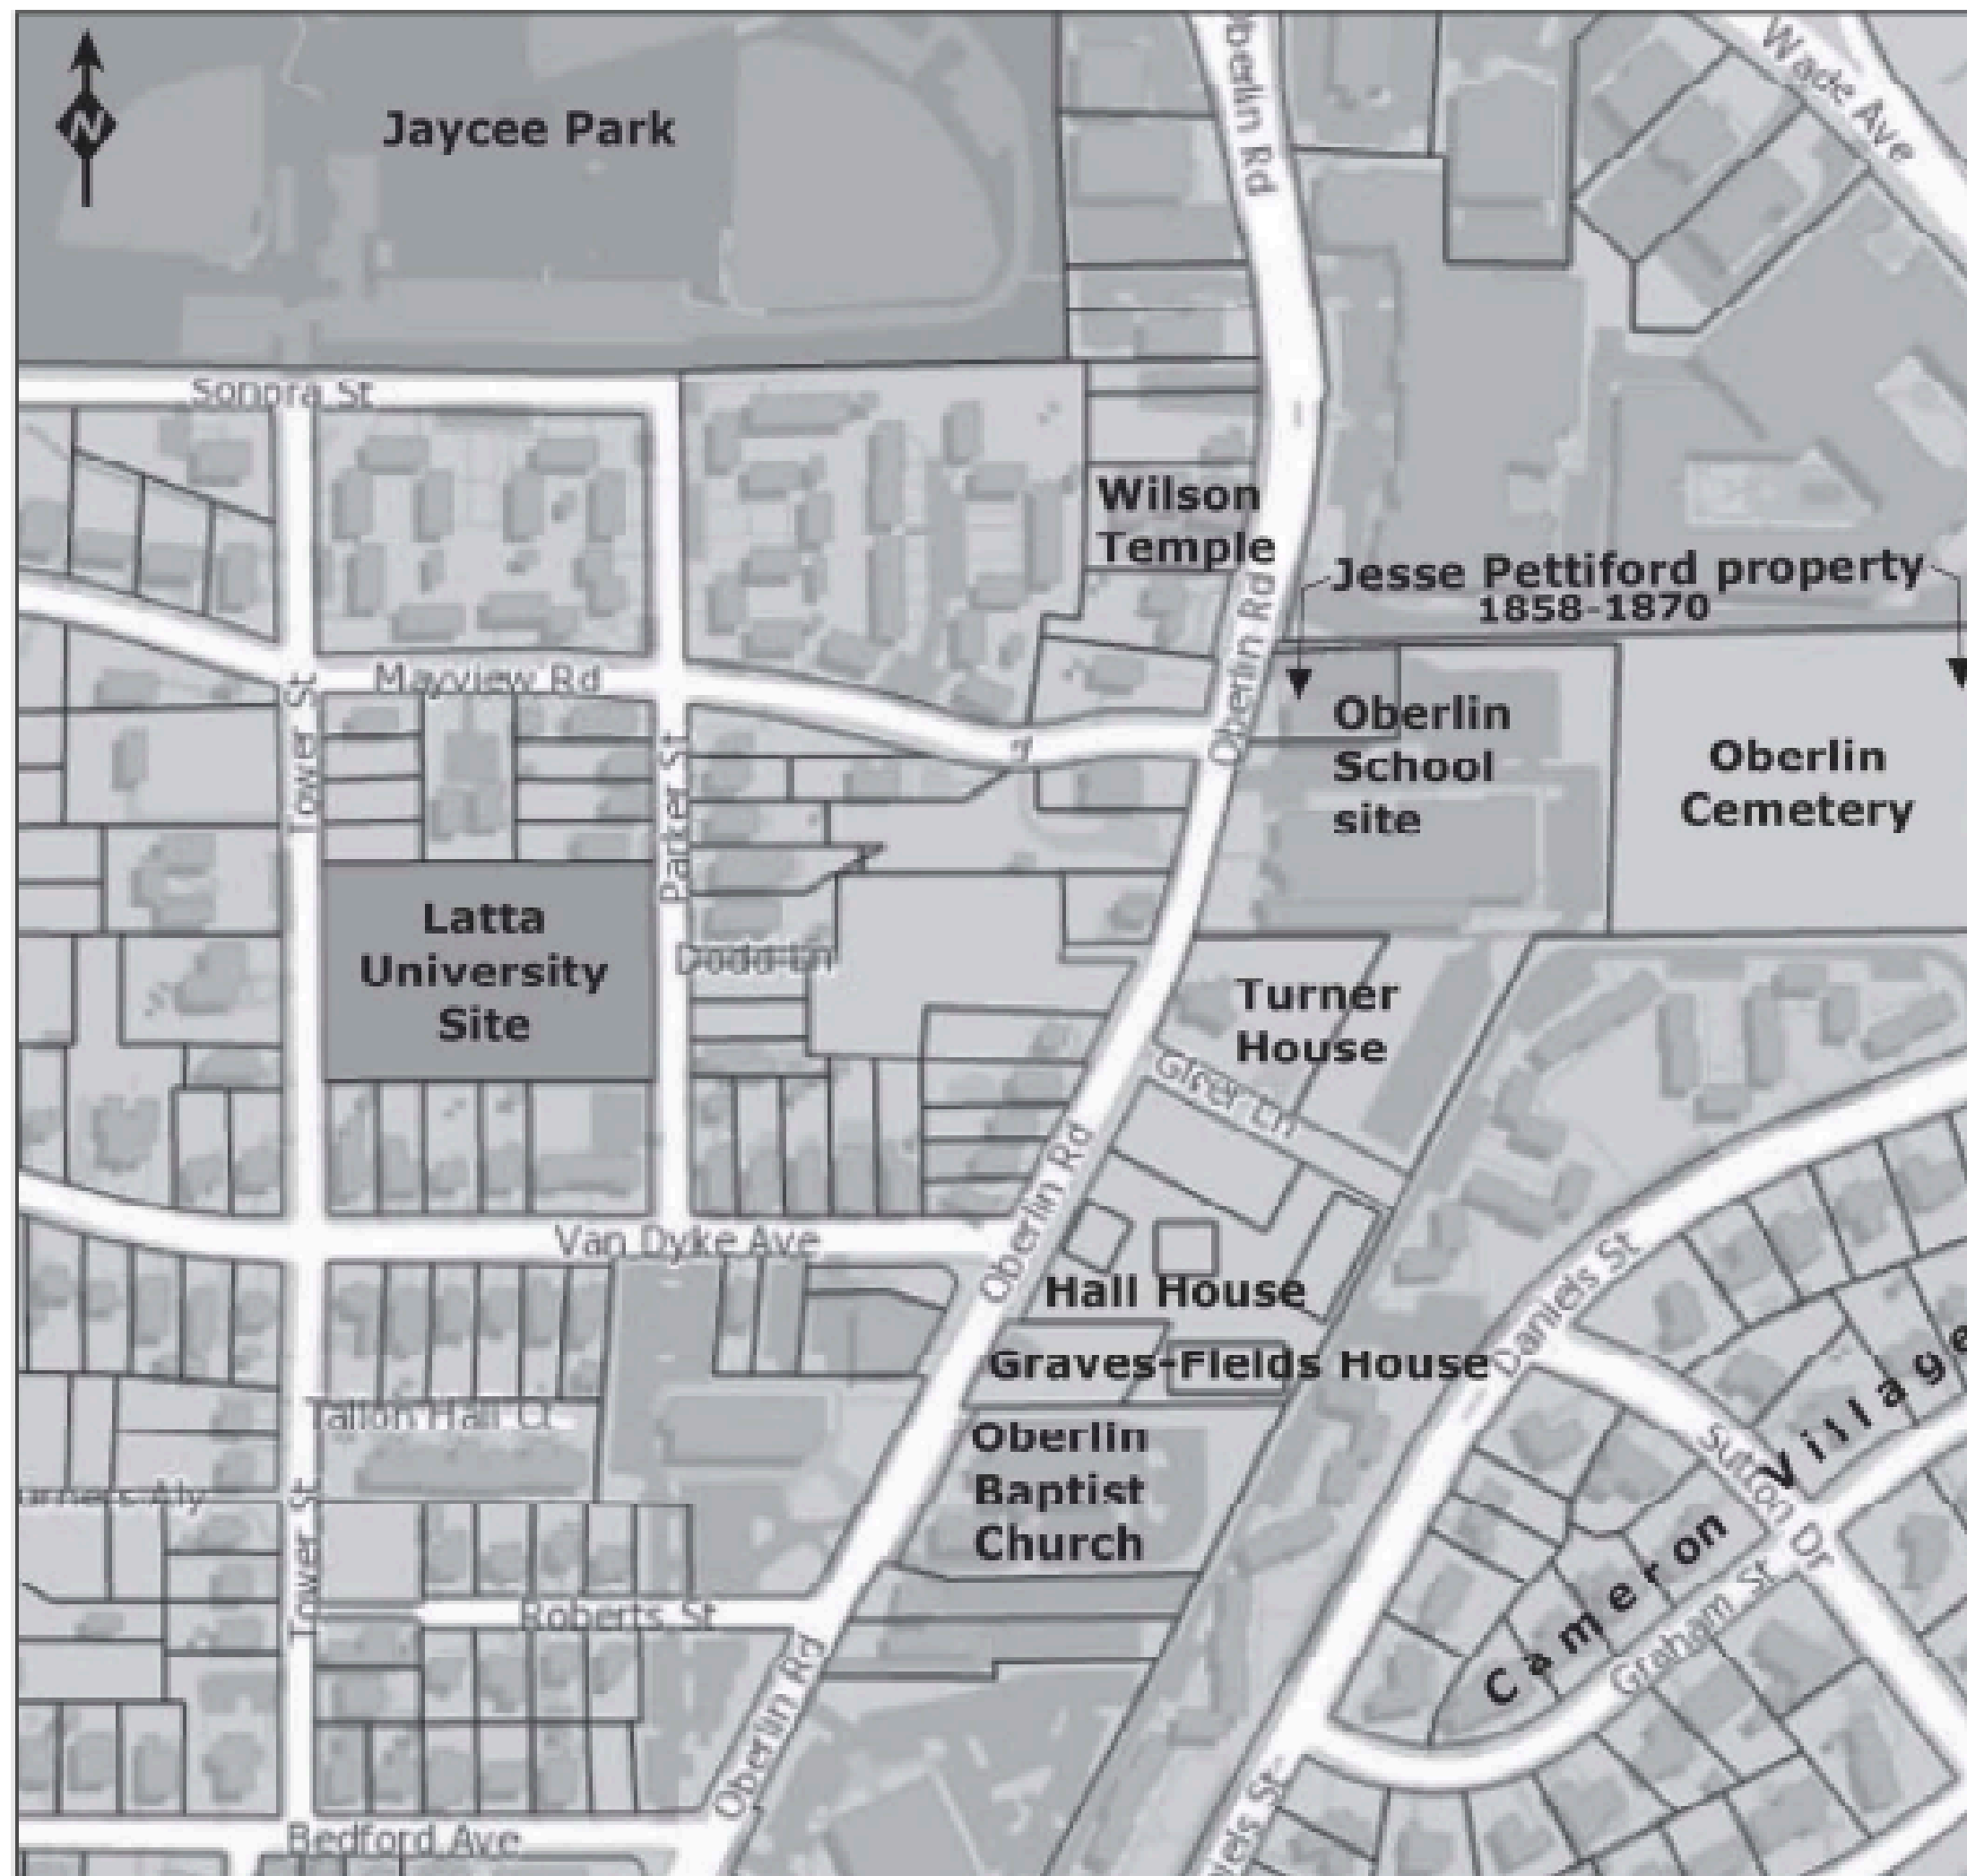 Oberlin Rd
Wade Ave
N
Jaycee Park
Sonora St
Wilson
Temple
Jesse Pettiford property
1858-1870
Oberlin Rd
Mayview Rd
Tower St
Parker St
Oberlin
School
site
Oberlin
Cemetery
Latta
University
Site
Dodd Ln
Turner
House
Greer Ln
Oberlin Rd
Van Dyke Ave
Hall House
Daniels St
Graves-Fields House
Village
Oberlin
Baptist
Church
Sutton Dr
Cameron
Graham St
Tower St
Roberts St
Oberlin Rd
Bedford Ave